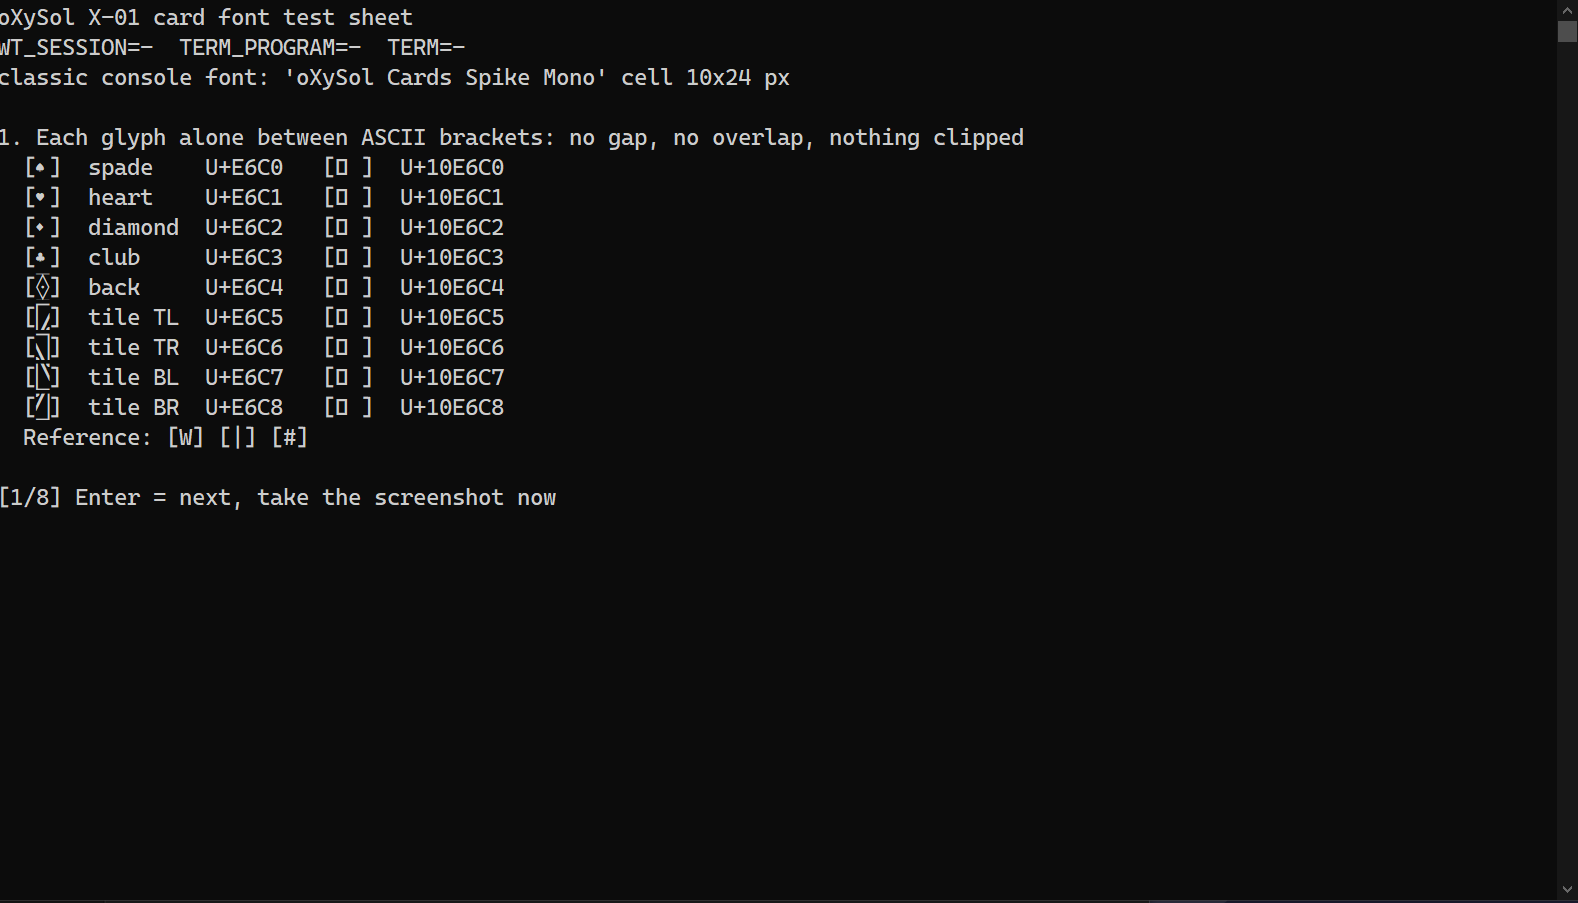 oXySol X-01 card font test sheet
WT_SESSION=- TERM_PROGRAM=- TERM=-
classic console font: 'oXySol Cards Spike Mono' cell 10x24 px
1. Each glyph alone between ASCII brackets: no gap, no overlap, nothing clipped
[♠] spade U+E6C0 [▯ ] U+10E6C0
[♥] heart U+E6C1 [▯ ] U+10E6C1
[♦] diamond U+E6C2 [▯ ] U+10E6C2
[♣] club U+E6C3 [▯ ] U+10E6C3
[] back U+E6C4 [▯ ] U+10E6C4
[] tile TL U+E6C5 [▯ ] U+10E6C5
[] tile TR U+E6C6 [▯ ] U+10E6C6
[] tile BL U+E6C7 [▯ ] U+10E6C7
[] tile BR U+E6C8 [▯ ] U+10E6C8
Reference: [W] [|] [#]
[1/8] Enter = next, take the screenshot now